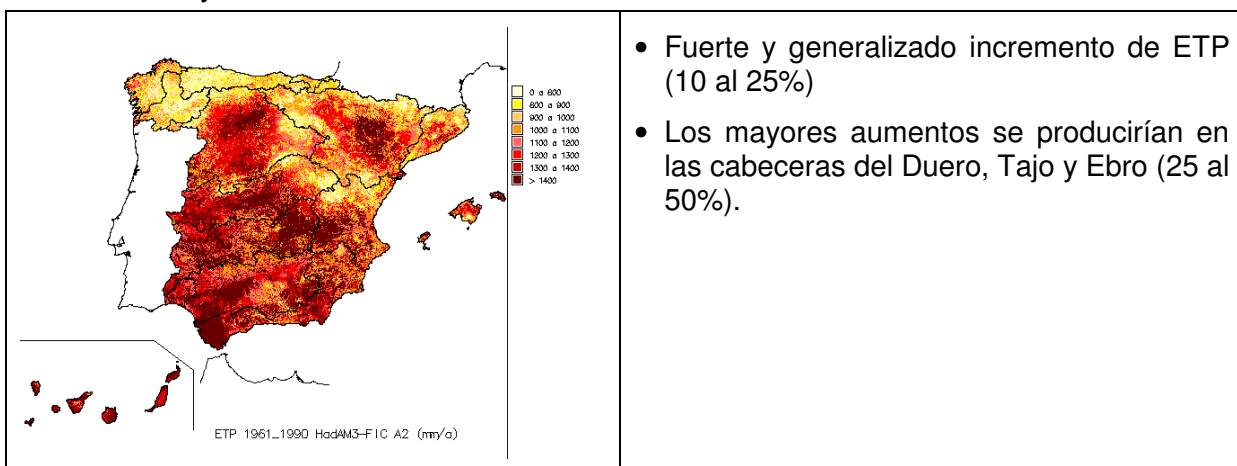 0 a 600
600 a 900
900 a 1000
1000 a 1100
1100 a 1200
1200 a 1300
1300 a 1400
> 1400
ETP 1961_1990 HadAM3-FIC A2 (mm/a)
• Fuerte y generalizado incremento de ETP
(10 al 25%)
• Los mayores aumentos se producirían en
las cabeceras del Duero, Tajo y Ebro (25 al
50%).